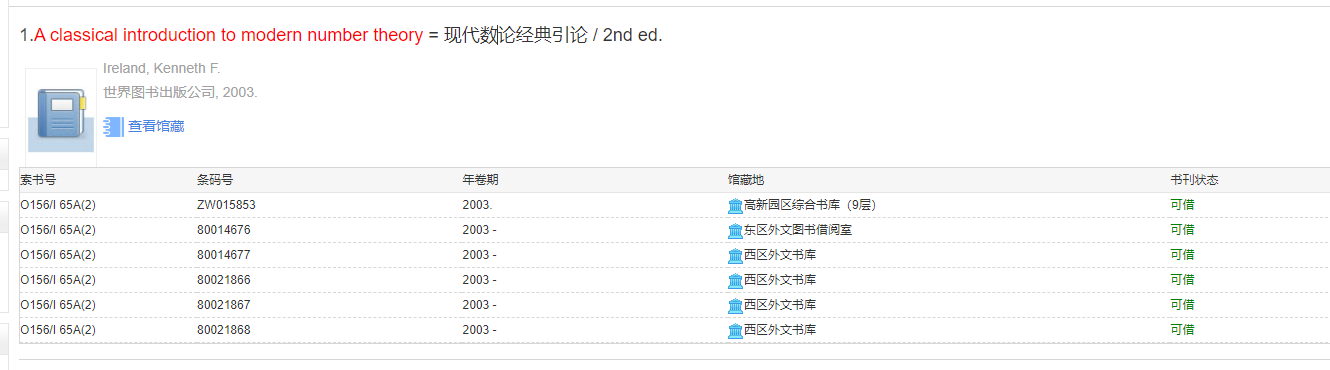 1.A classical introduction to modern number theory = 现代数论经典引论 / 2nd ed.
Ireland, Kenneth F.
世界图书出版公司, 2003.
查看馆藏
索书号 条码号 年卷期 馆藏地 书刊状态
O156/I 65A(2) ZW015853 2003. 高新园区综合书库（9层） 可借
O156/I 65A(2) 80014676 2003 - 东区外文图书借阅室 可借
O156/I 65A(2) 80014677 2003 - 西区外文书库 可借
O156/I 65A(2) 80021866 2003 - 西区外文书库 可借
O156/I 65A(2) 80021867 2003 - 西区外文书库 可借
O156/I 65A(2) 80021868 2003 - 西区外文书库 可借